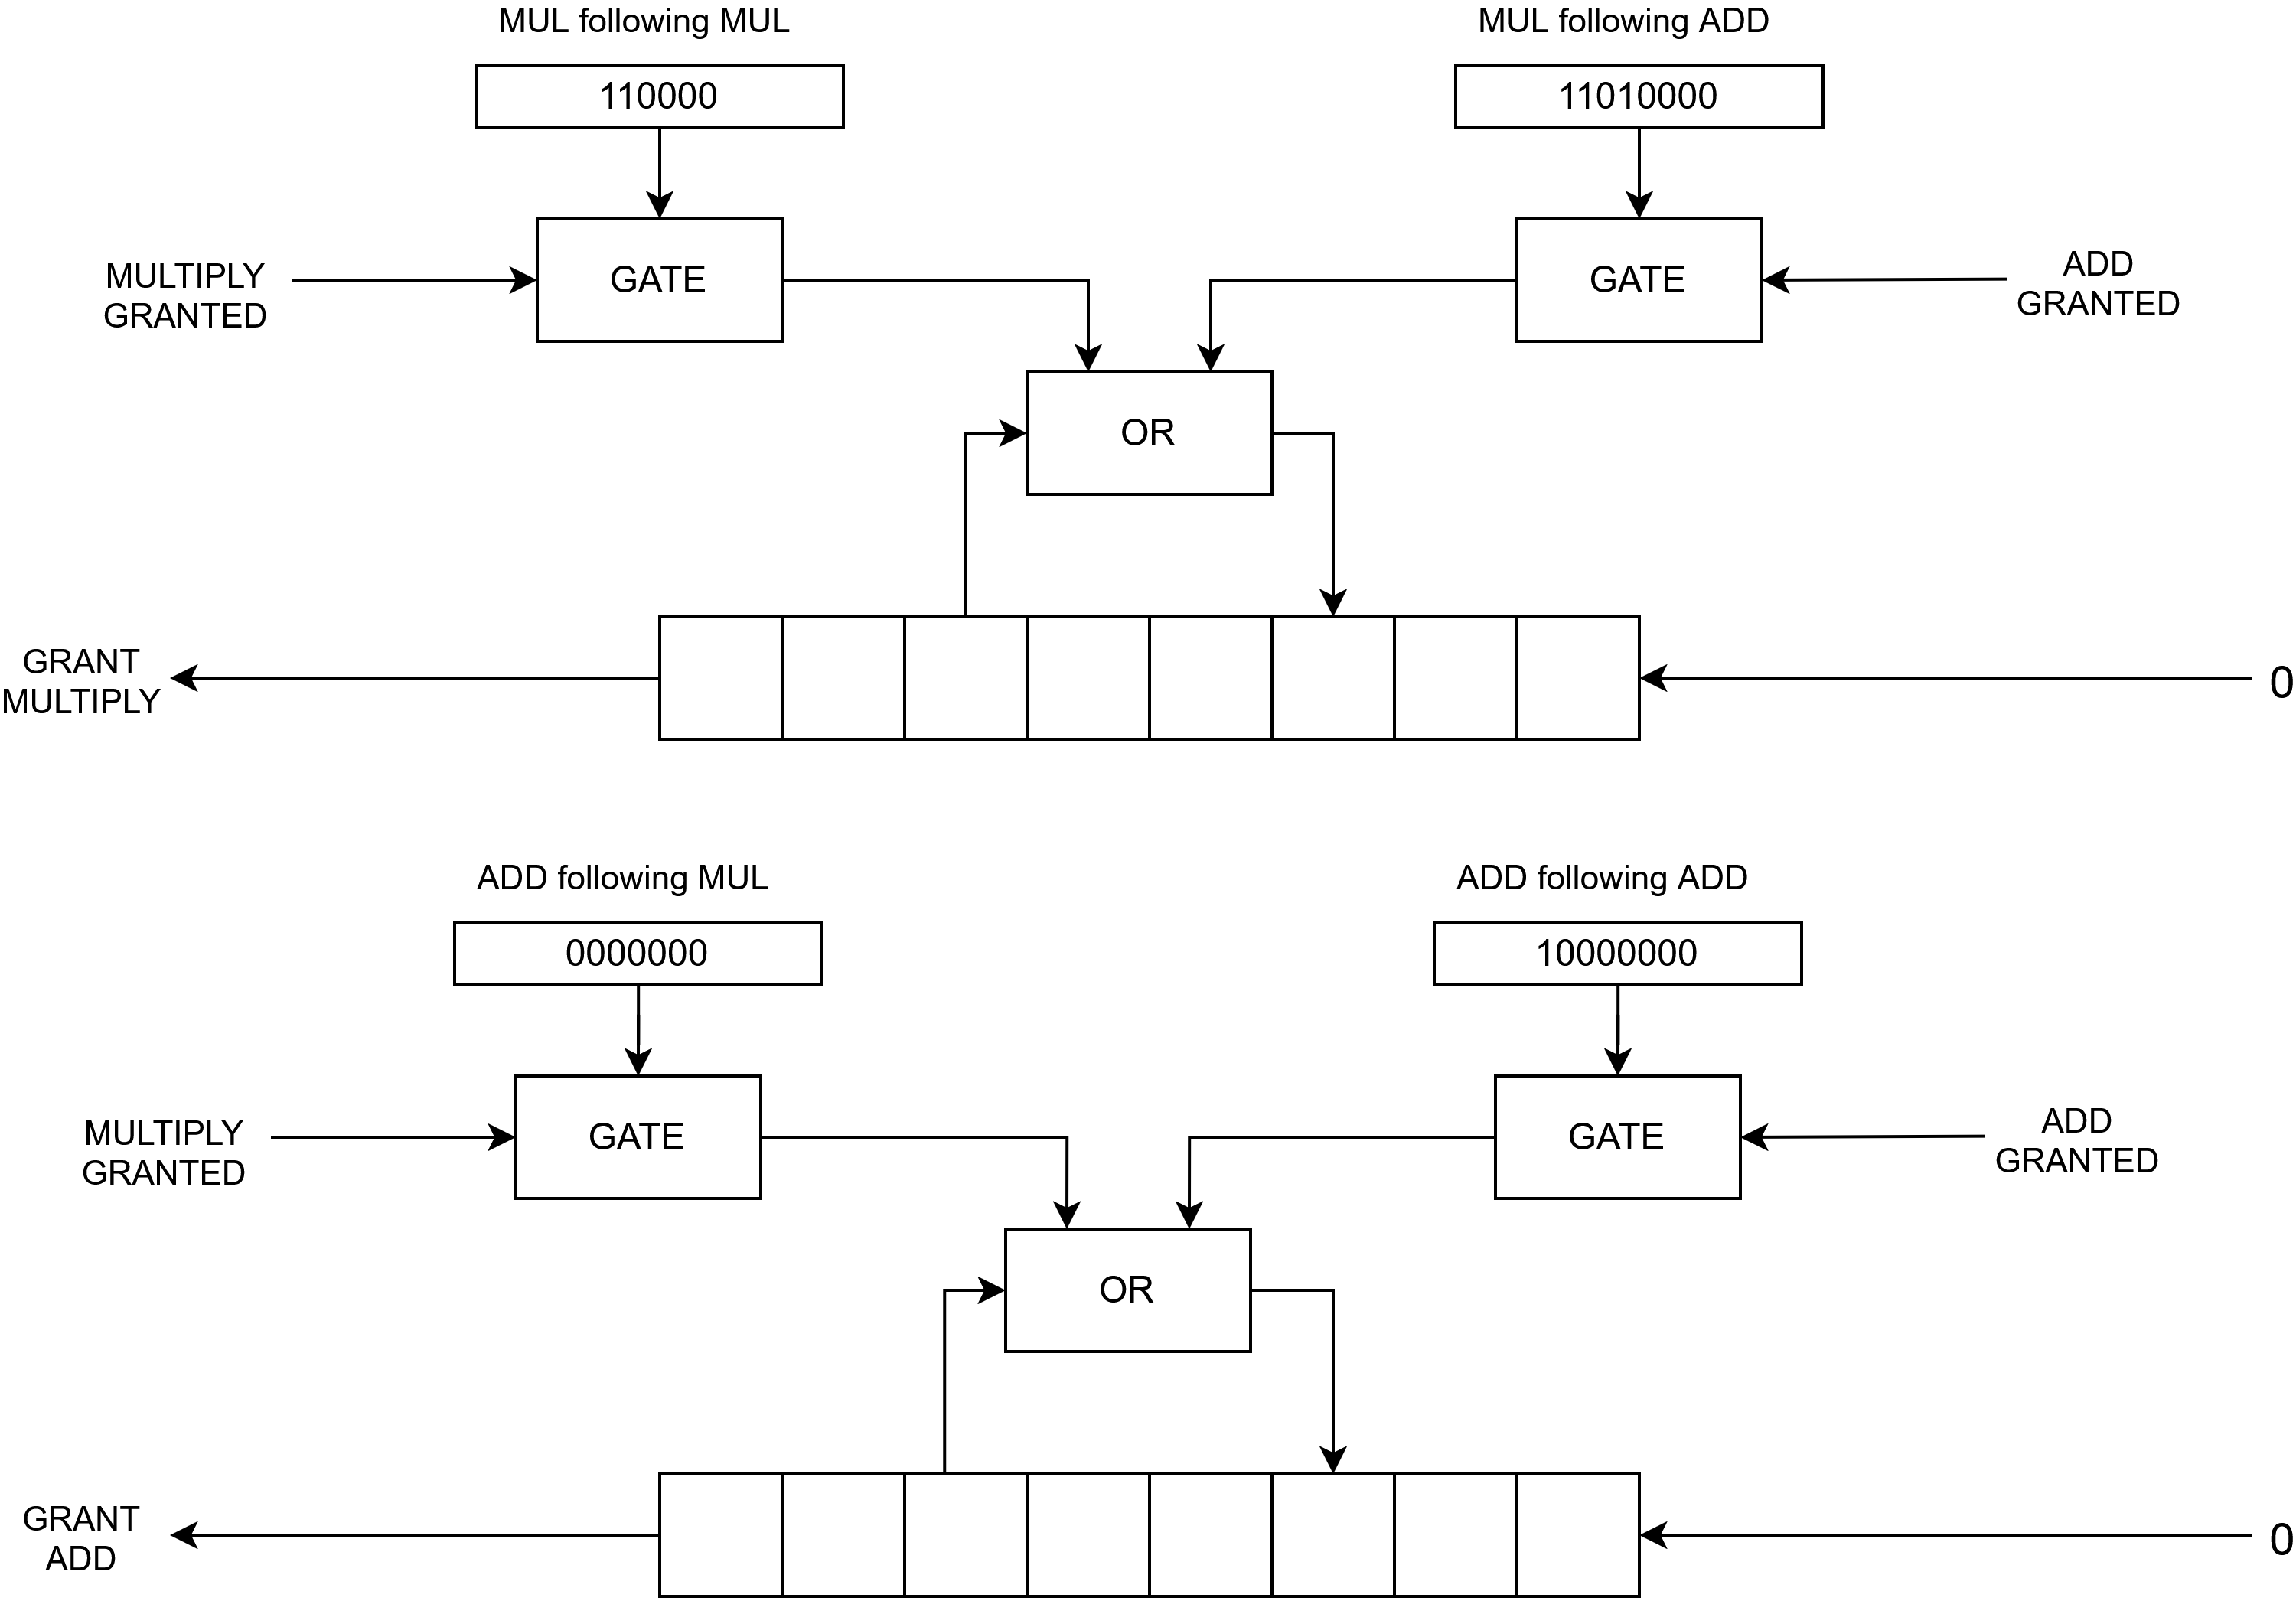 MUL following MUL
MUL following ADD
110000
11010000
MULTIPLY
GRANTED
GATE
GATE
ADD
GRANTED
OR
GRANT
MULTIPLY
0
ADD following MUL
ADD following ADD
0000000
10000000
MULTIPLY
GRANTED
GATE
GATE
ADD
GRANTED
OR
GRANT
ADD
0